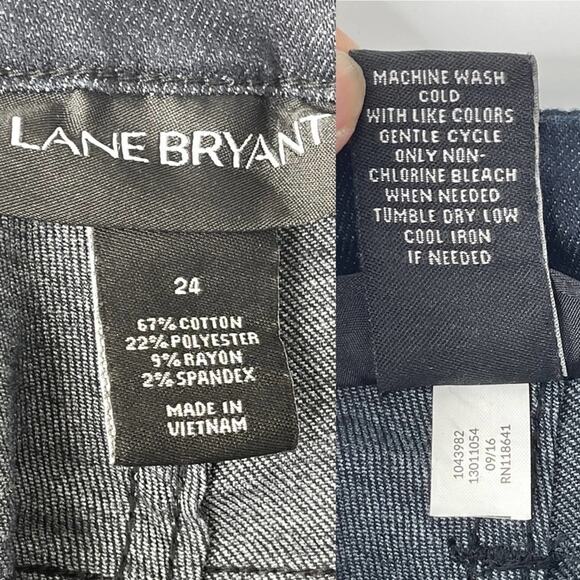 LANE BRYANT
24
67% COTTON
22% POLYESTER
9% RAYON
2% SPANDEX
MADE IN
VIETNAM
MACHINE WASH
COLD
WITH LIKE COLORS
GENTLE CYCLE
ONLY NON-
CHLORINE BLEACH
WHEN NEEDED
TUMBLE DRY LOW
COOL IRON
IF NEEDED
1043982
13011054
09/16
RN118641